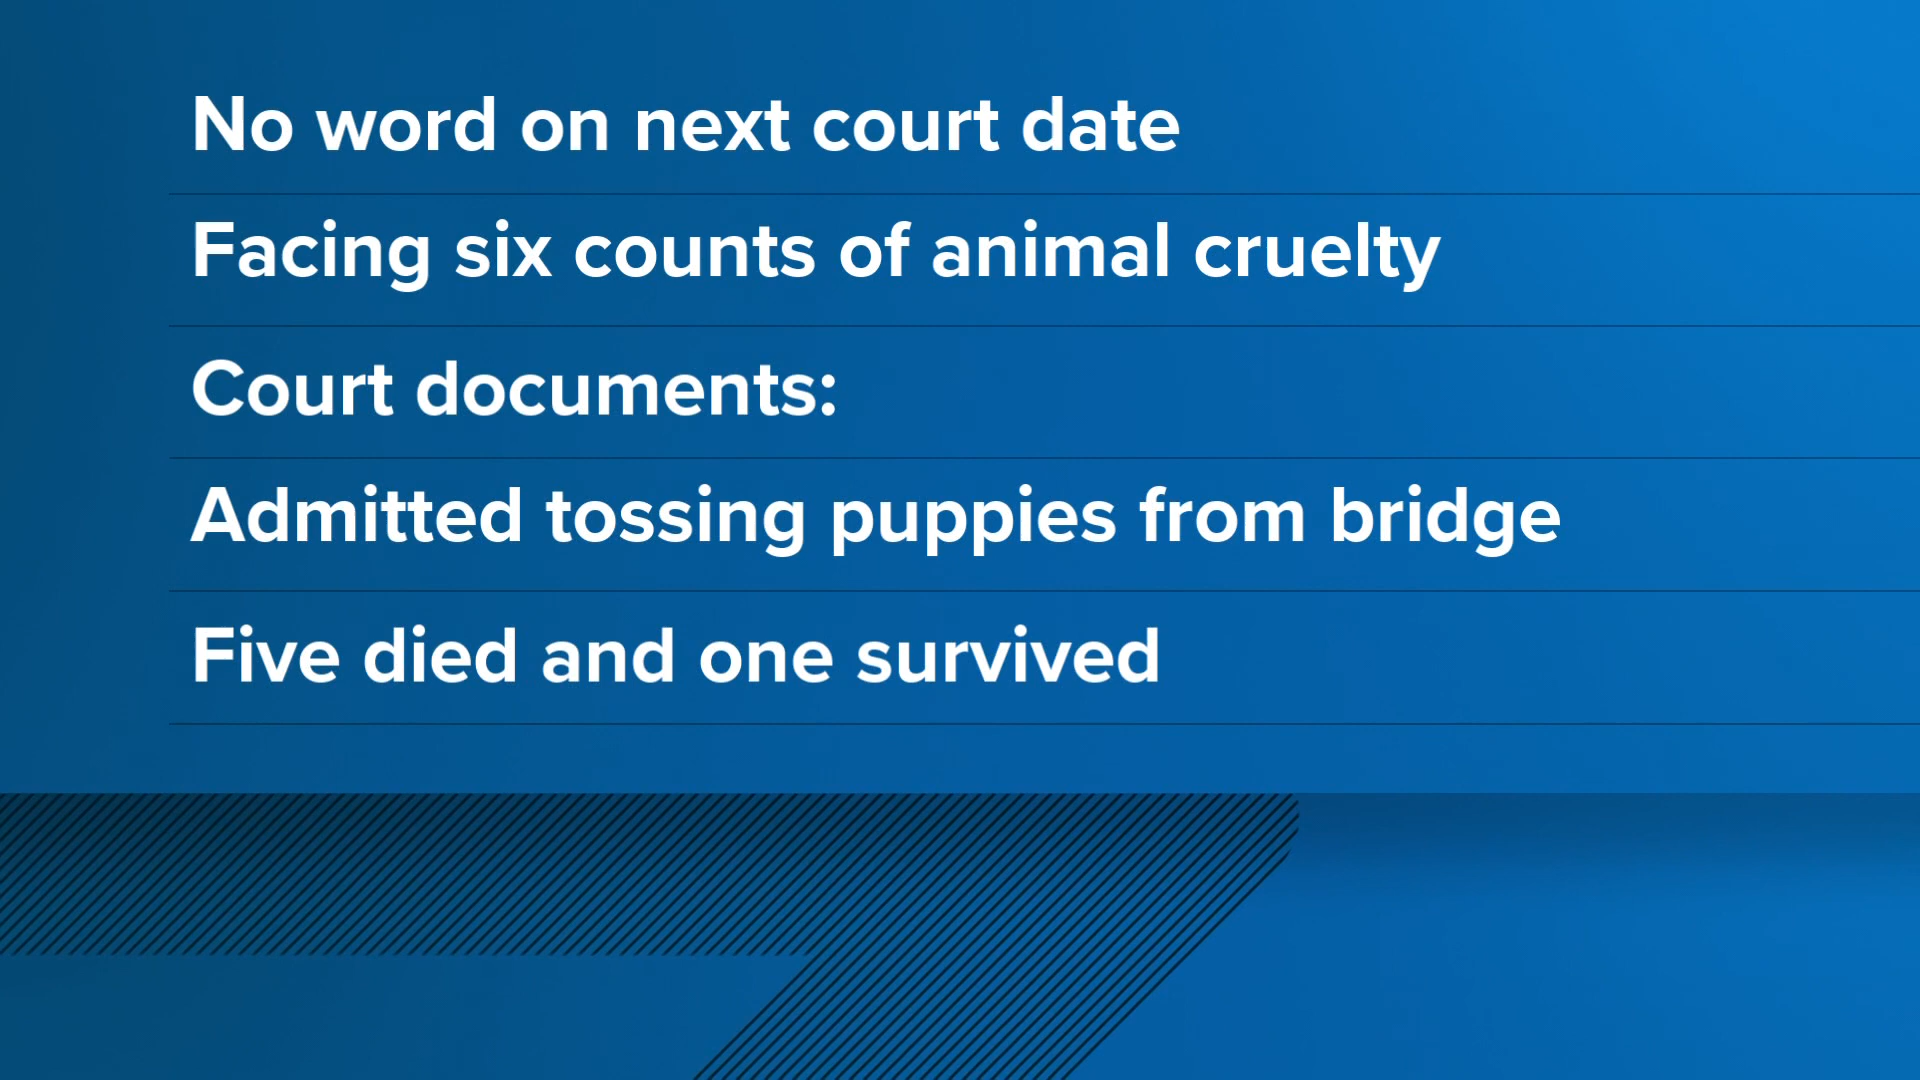 No word on next court date
Facing six counts of animal cruelty
Court documents:
Admitted tossing puppies from bridge
Five died and one survived